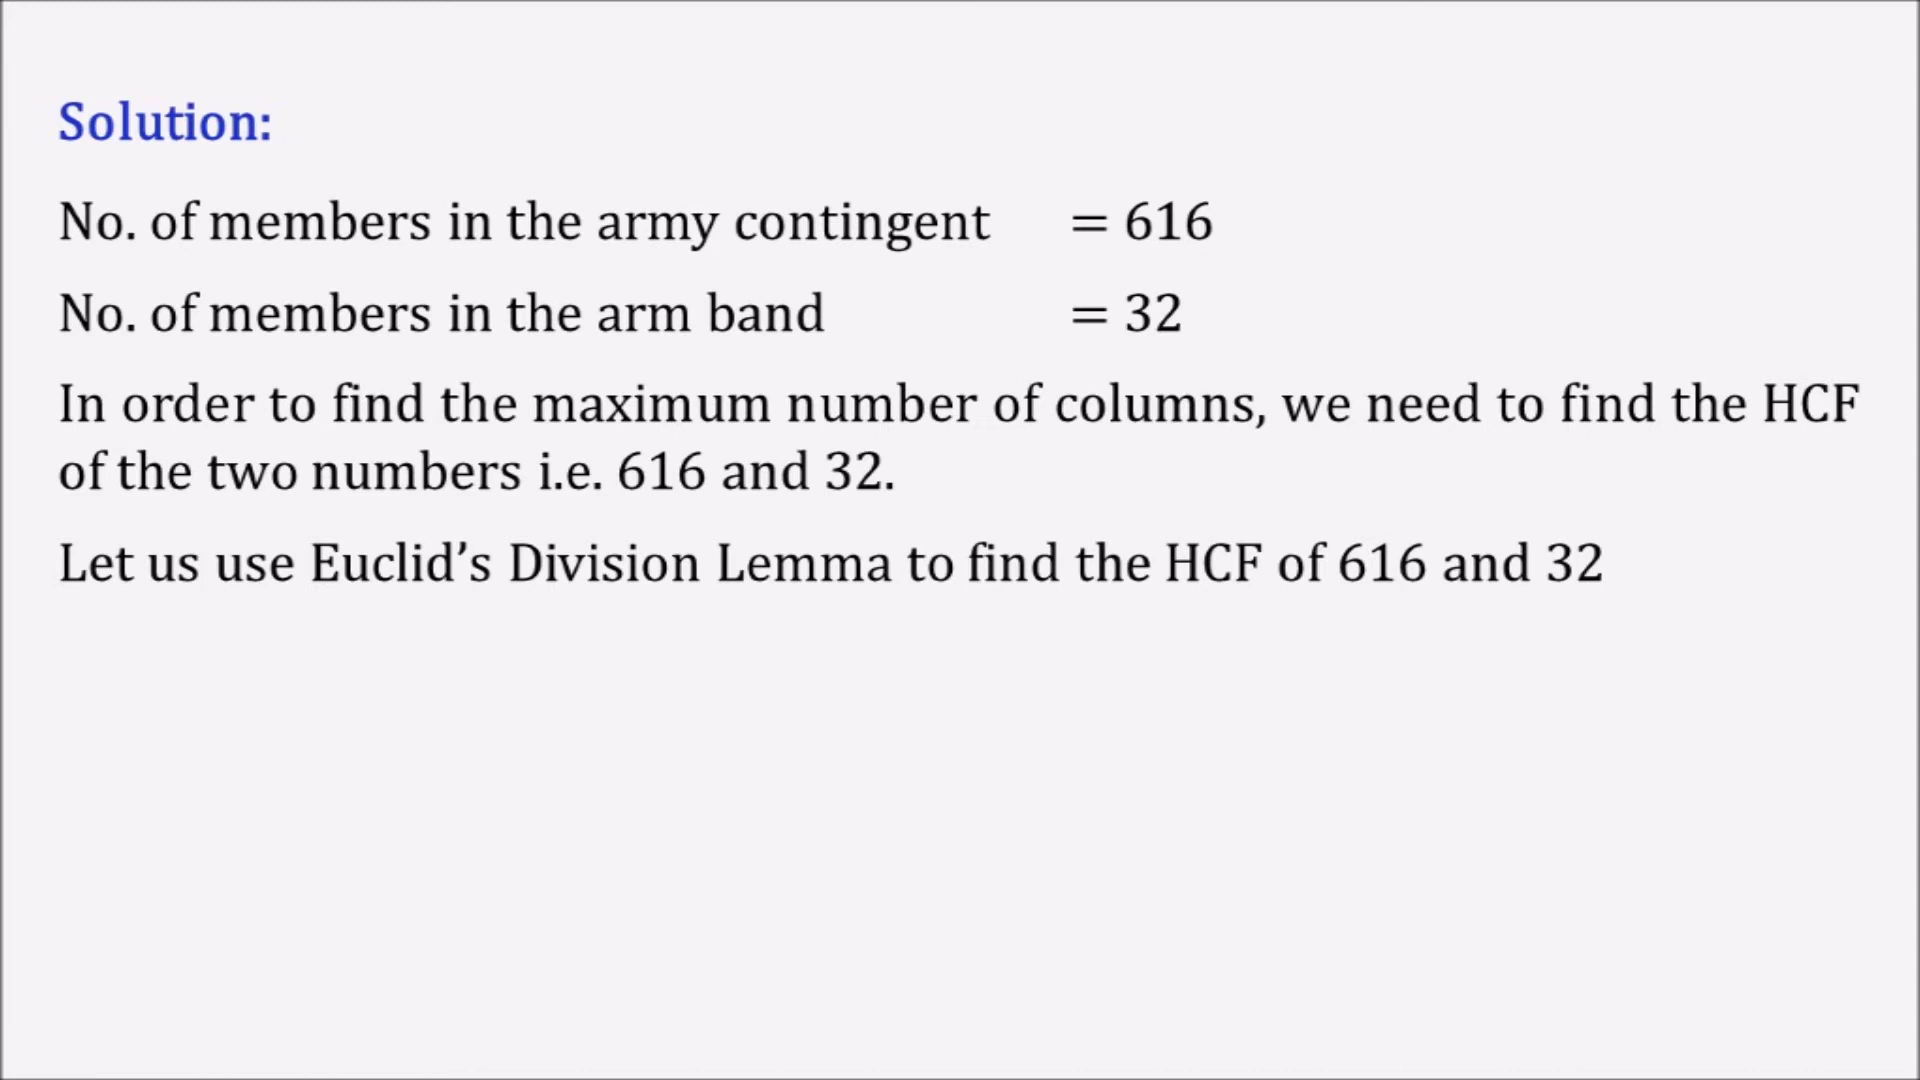 Solution:
No. of members in the army contingent = 616
No. of members in the arm band = 32
In order to find the maximum number of columns, we need to find the HCF
of the two numbers i.e. 616 and 32.
Let us use Euclid’s Division Lemma to find the HCF of 616 and 32